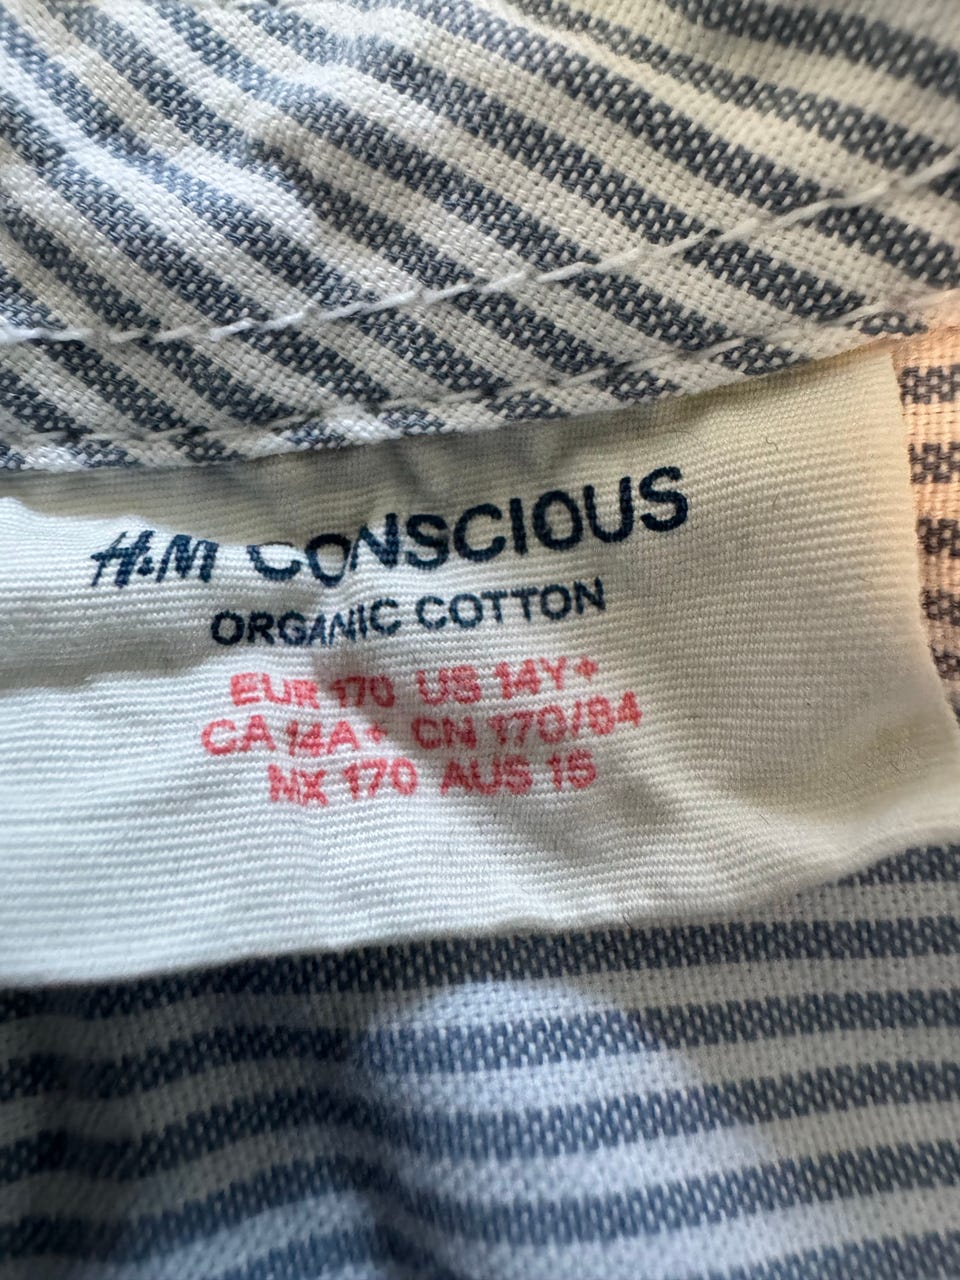 H&M CONSCIOUS
ORGANIC COTTON
EUR 170 US 14Y+
CA 14A+ CN 170/84
MX 170 AUS 15